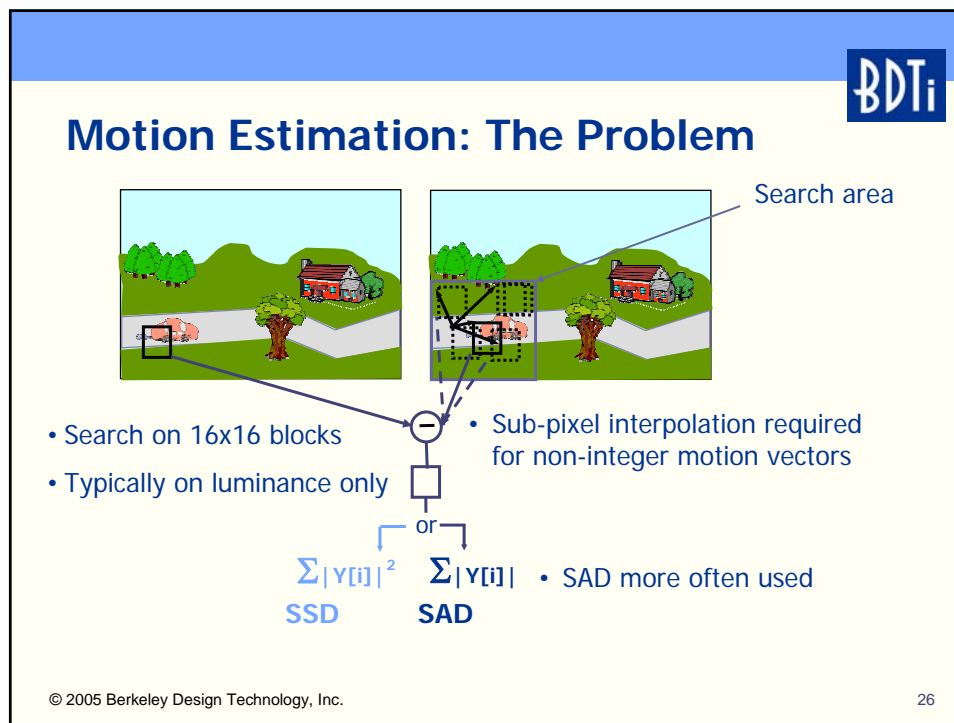 BDTi
Motion Estimation: The Problem
Search area
• Search on 16x16 blocks
• Typically on luminance only
−
• Sub-pixel interpolation required
for non-integer motion vectors
or
Σ|Y[i]|² Σ|Y[i]|
SSD SAD
• SAD more often used
© 2005 Berkeley Design Technology, Inc. 26